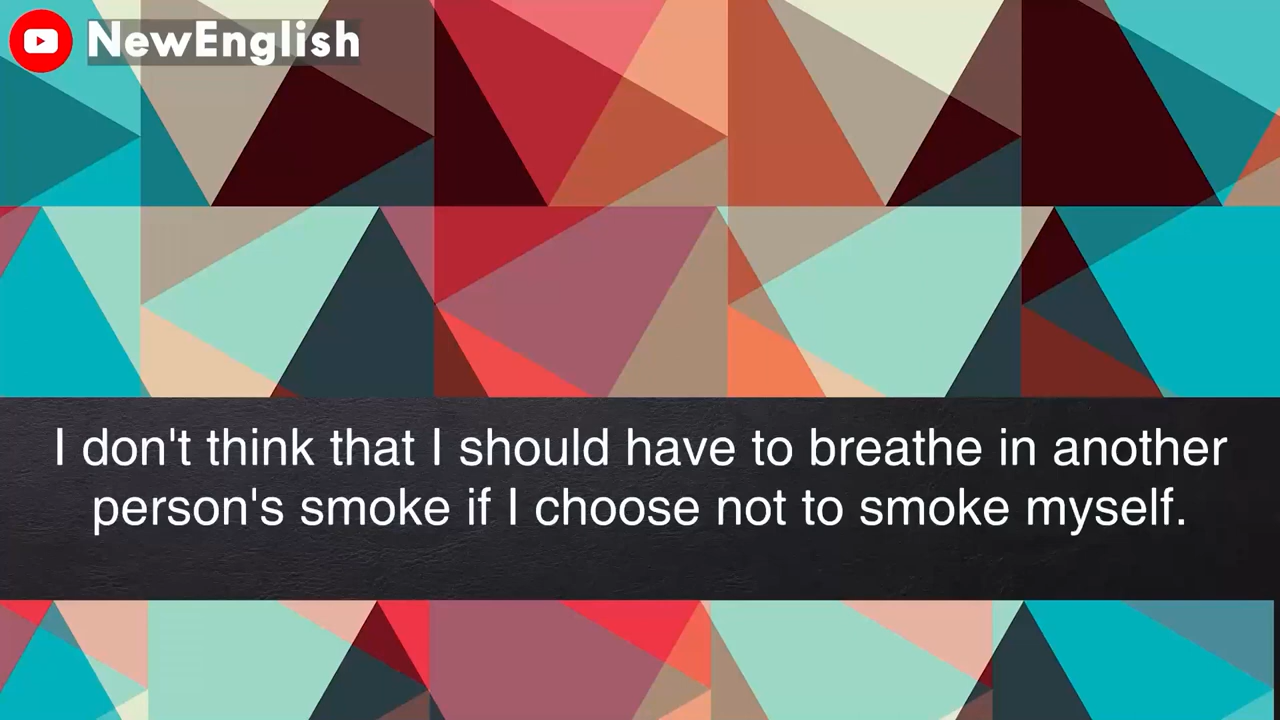 NewEnglish
I don't think that I should have to breathe in another
person's smoke if I choose not to smoke myself.